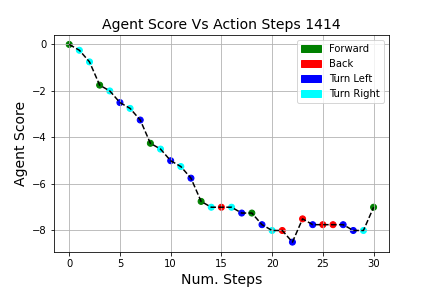 Agent Score Vs Action Steps 1414
Forward
Back
Turn Left
Turn Right
Agent Score
0
−2
−4
−6
−8
0 5 10 15 20 25 30
Num. Steps